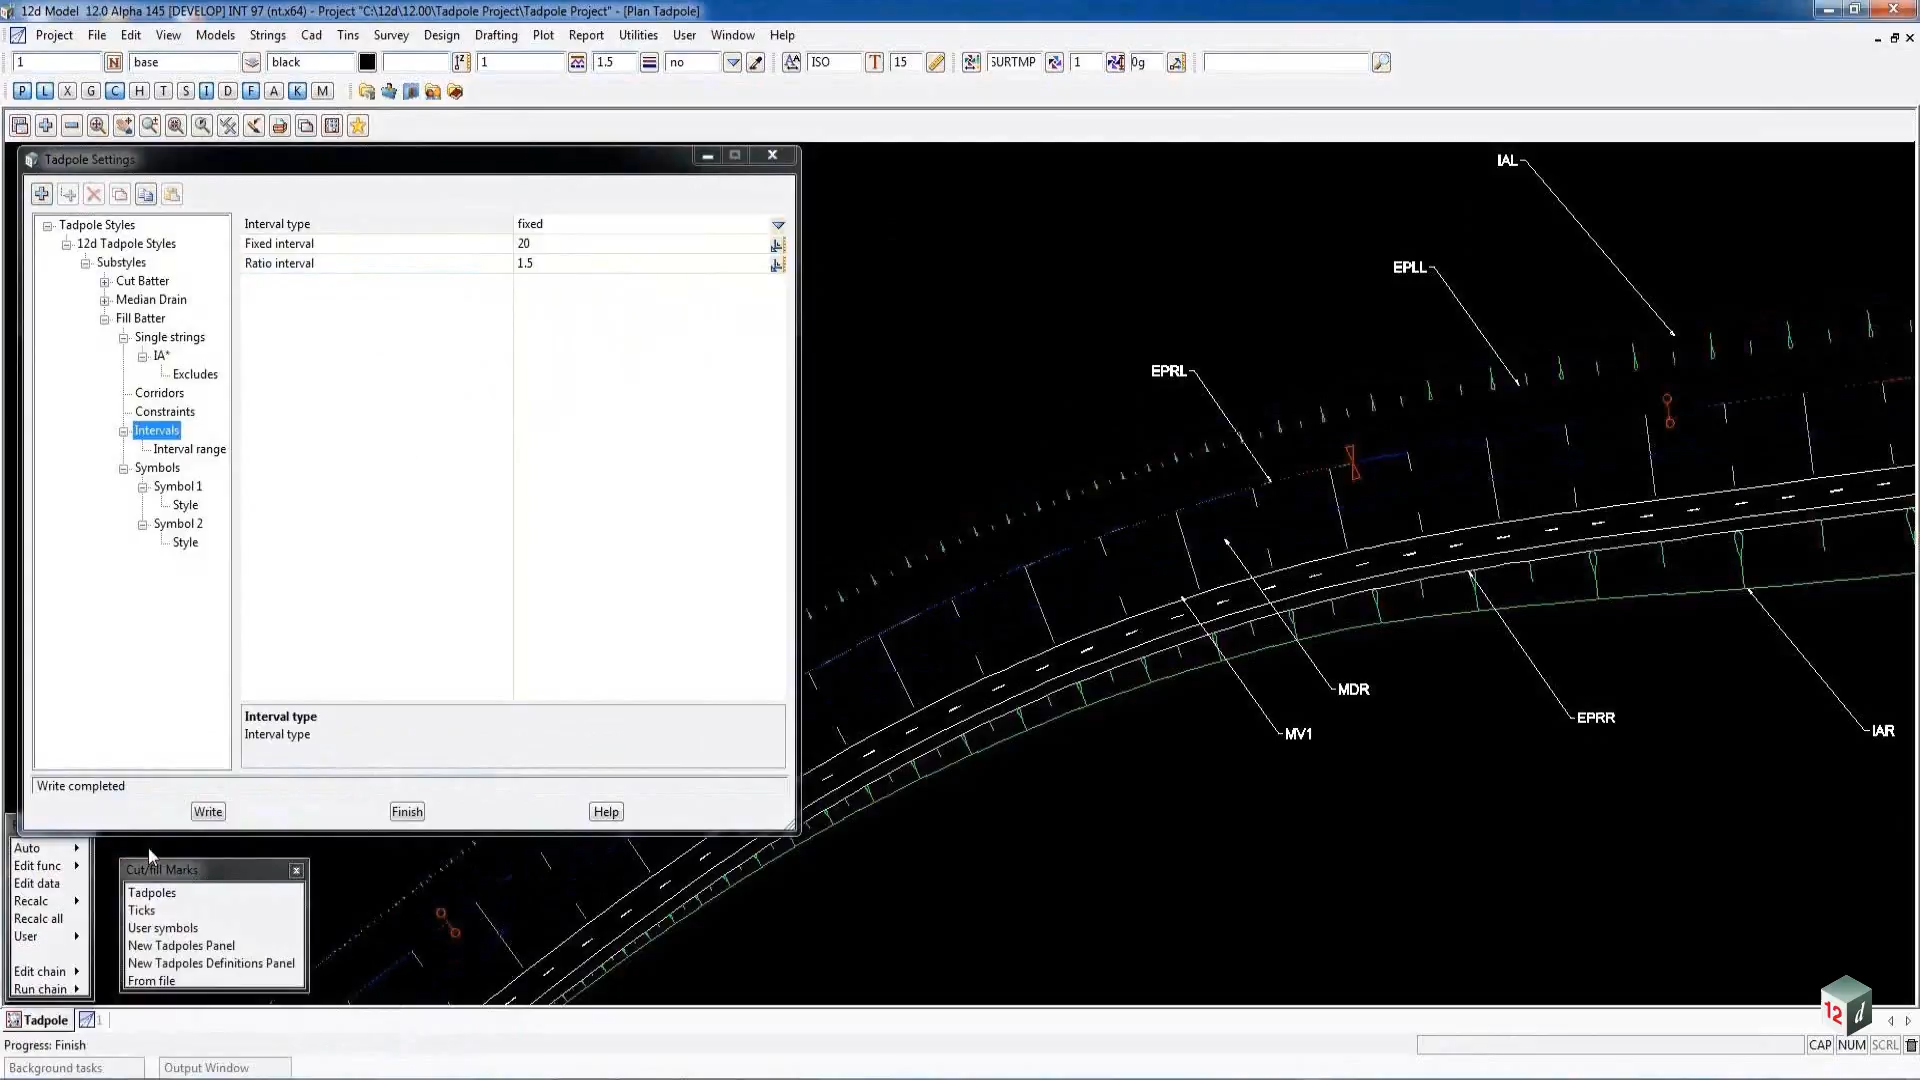 12d Model 12.0 Alpha 145 [DEVELOP] INT 97 (nt.x64) - Project "C:\12d\12.00\Tadpole Project\Tadpole Project" - [Plan Tadpole]
Project File Edit View Models Strings Cad Tins Survey Design Drafting Plot Report Utilities User Window Help
1 N base black 1 1.5 no ISO T 15 SURTMP 1 0g
P L X G C H T S I D F A K M
Tadpole Settings
Tadpole Styles
12d Tadpole Styles
Substyles
Cut Batter
Median Drain
Fill Batter
Single strings
IA*
Excludes
Corridors
Constraints
Intervals
Interval range
Symbols
Symbol 1
Style
Symbol 2
Style
Interval type fixed
Fixed interval 20
Ratio interval 1.5
Interval type
Interval type
Write completed
Write Finish Help
IAL
EPLL
EPRL
MDR
MV1
EPRR
IAR
Auto
Edit func
Edit data
Recalc
Recalc all
User
Edit chain
Run chain
Cut/fill Marks
Tadpoles
Ticks
User symbols
New Tadpoles Panel
New Tadpoles Definitions Panel
From file
12 d
Tadpole 1
Progress: Finish
CAP NUM SCRL
Background tasks Output Window